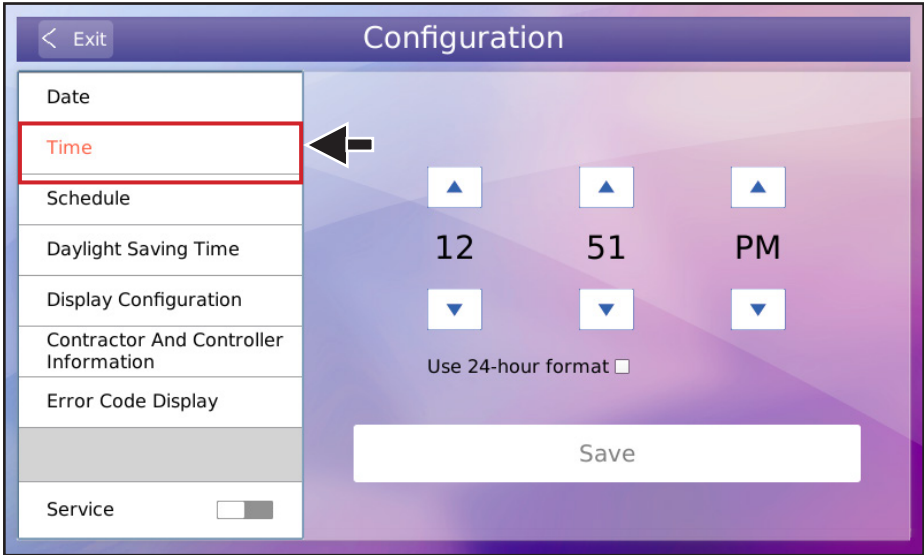 Exit
Configuration
Date
Time
Schedule
Daylight Saving Time
Display Configuration
Contractor And Controller
Information
Error Code Display
Service
12 51 PM
Use 24-hour format
Save